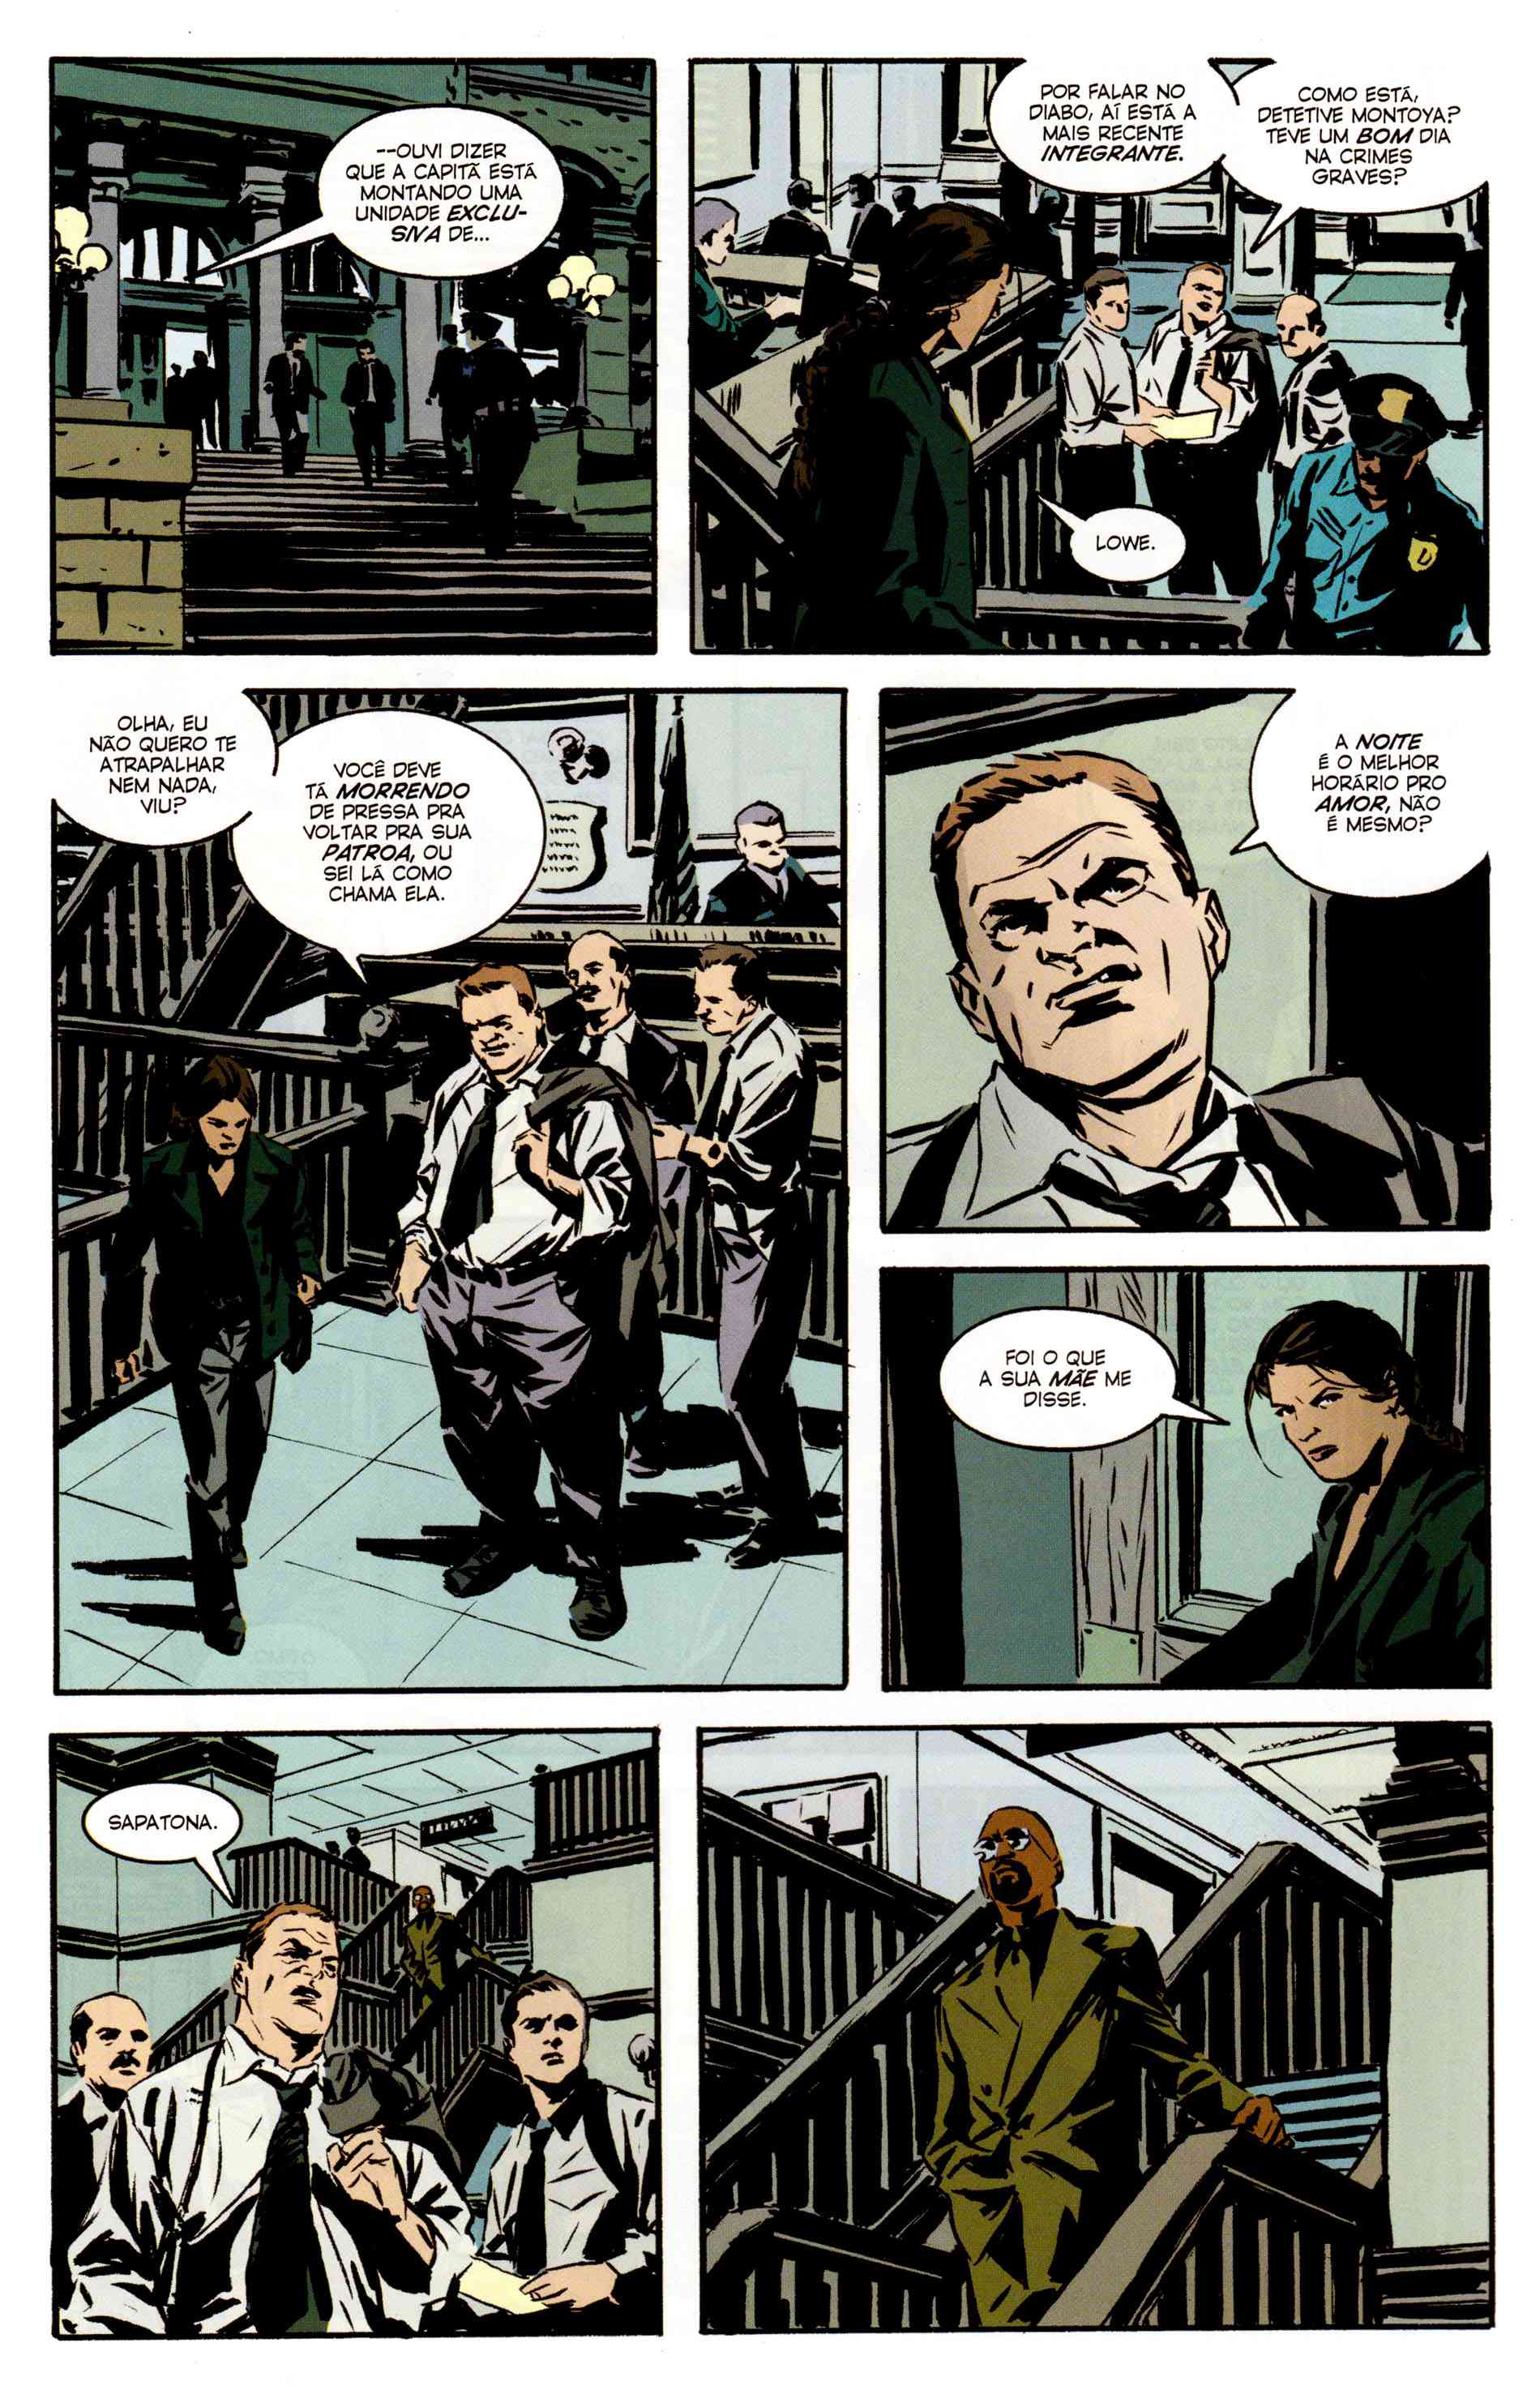 --OUVI DIZER
QUE A CAPITÃ ESTÁ
MONTANDO UMA
UNIDADE EXCLU-
SIVA DE...
POR FALAR NO
DIABO, AÍ ESTÁ A
MAIS RECENTE
INTEGRANTE.
COMO ESTÁ,
DETETIVE MONTOYA?
TEVE UM BOM DIA
NA CRIMES
GRAVES?
LOWE.
OLHA, EU
NÃO QUERO TE
ATRAPALHAR
NEM NADA,
VIU?
VOCÊ DEVE
TÁ MORRENDO
DE PRESSA PRA
VOLTAR PRA SUA
PATROA, OU
SEI LÁ COMO
CHAMA ELA.
A NOITE
É O MELHOR
HORÁRIO PRO
AMOR, NÃO
É MESMO?
FOI O QUE
A SUA MÃE ME
DISSE.
SAPATONA.